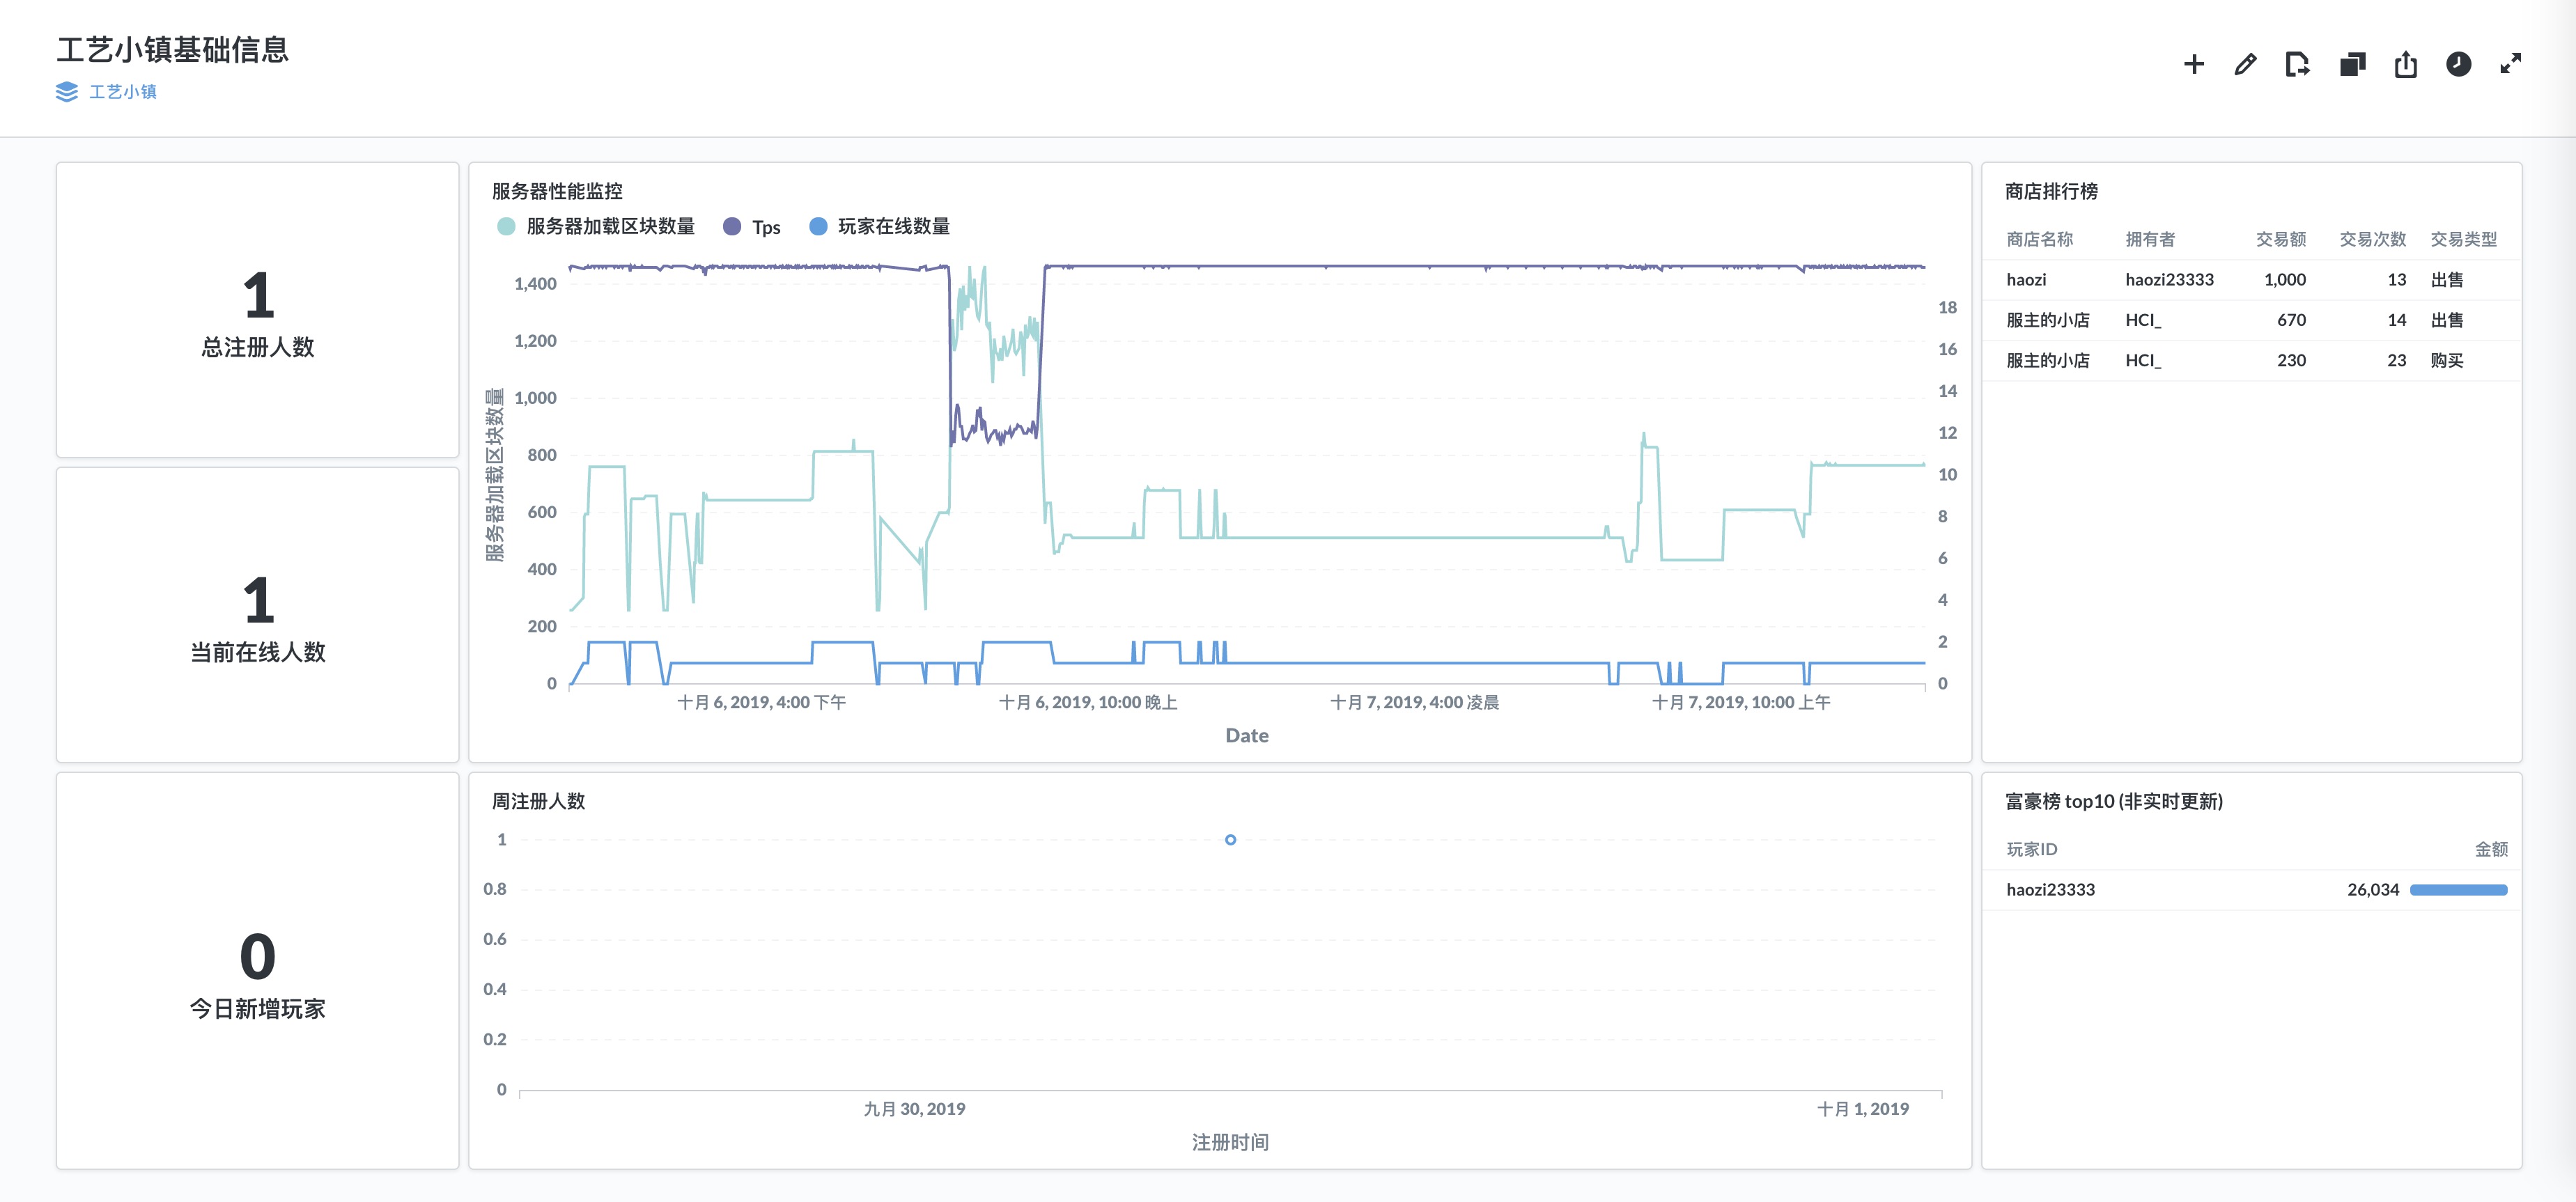 工艺小镇基础信息
工艺小镇
1
总注册人数
1
当前在线人数
0
今日新增玩家
服务器性能监控
服务器加载区块数量 Tps 玩家在线数量
服务器加载区块数量
1,400
1,200
1,000
800
600
400
200
0
18
16
14
12
10
8
6
4
2
0
十月 6, 2019, 4:00 下午 十月 6, 2019, 10:00 晚上 十月 7, 2019, 4:00 凌晨 十月 7, 2019, 10:00 上午
Date
商店排行榜
商店名称 拥有者 交易额 交易次数 交易类型
haozi haozi23333 1,000 13 出售
服主的小店 HCI_ 670 14 出售
服主的小店 HCI_ 230 23 购买
周注册人数
1
0.8
0.6
0.4
0.2
0
九月 30, 2019 十月 1, 2019
注册时间
富豪榜 top10 (非实时更新)
玩家ID 金额
haozi23333 26,034